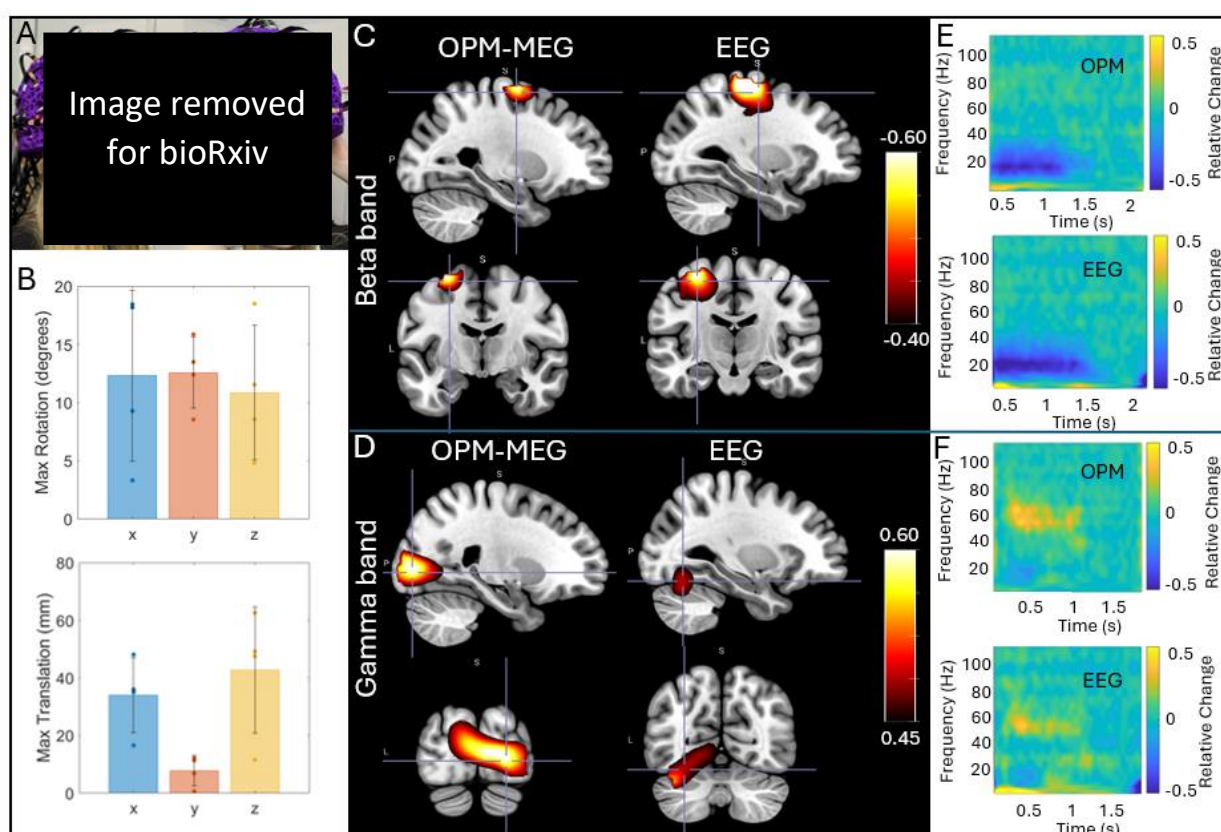 A
Image removed
for bioRxiv
B
20
15
10
5
0
Max Rotation (degrees)
x
y
z
80
60
40
20
0
Max Translation (mm)
x
y
z
C
OPM-MEG
EEG
Beta band
S
S
P
P
S
S
L
L
-0.60
-0.40
D
OPM-MEG
EEG
Gamma band
S
S
P
P
S
S
L
L
0.60
0.45
E
OPM
100
80
60
40
20
Frequency (Hz)
0.5
1
1.5
2
Time (s)
0.5
0
-0.5
Relative Change
EEG
100
80
60
40
20
Frequency (Hz)
0.5
1
1.5
2
Time (s)
0.5
0
-0.5
Relative Change
F
OPM
100
80
60
40
20
Frequency (Hz)
0.5
1
1.5
Time (s)
0.5
0
-0.5
Relative Change
EEG
100
80
60
40
20
Frequency (Hz)
0.5
1
1.5
Time (s)
0.5
0
-0.5
Relative Change